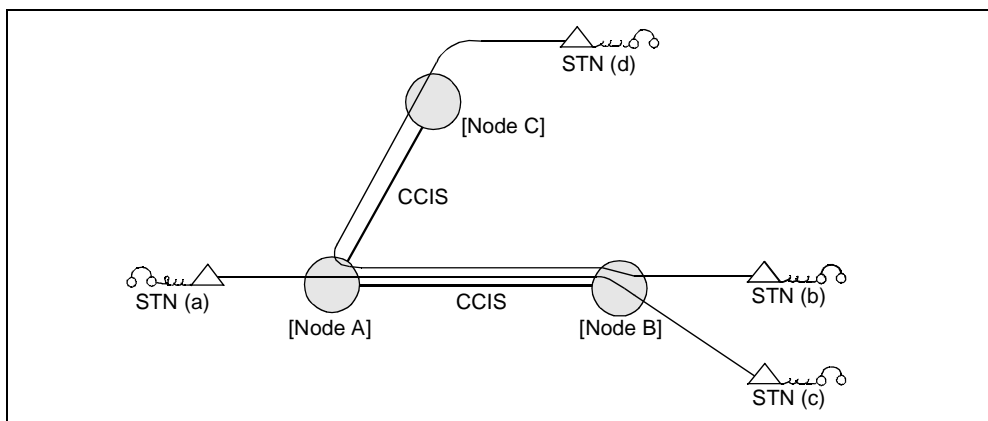 STN (d)
[Node C]
CCIS
STN (a)
[Node A]
CCIS
[Node B]
STN (b)
STN (c)